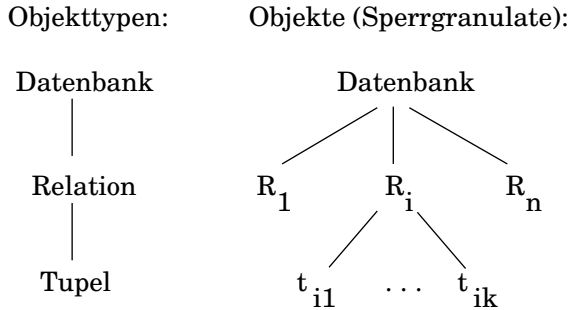 Objekttypen: Objekte (Sperrgranulate):
Datenbank Datenbank
Relation R1 Ri Rn
Tupel ti1 ... tik